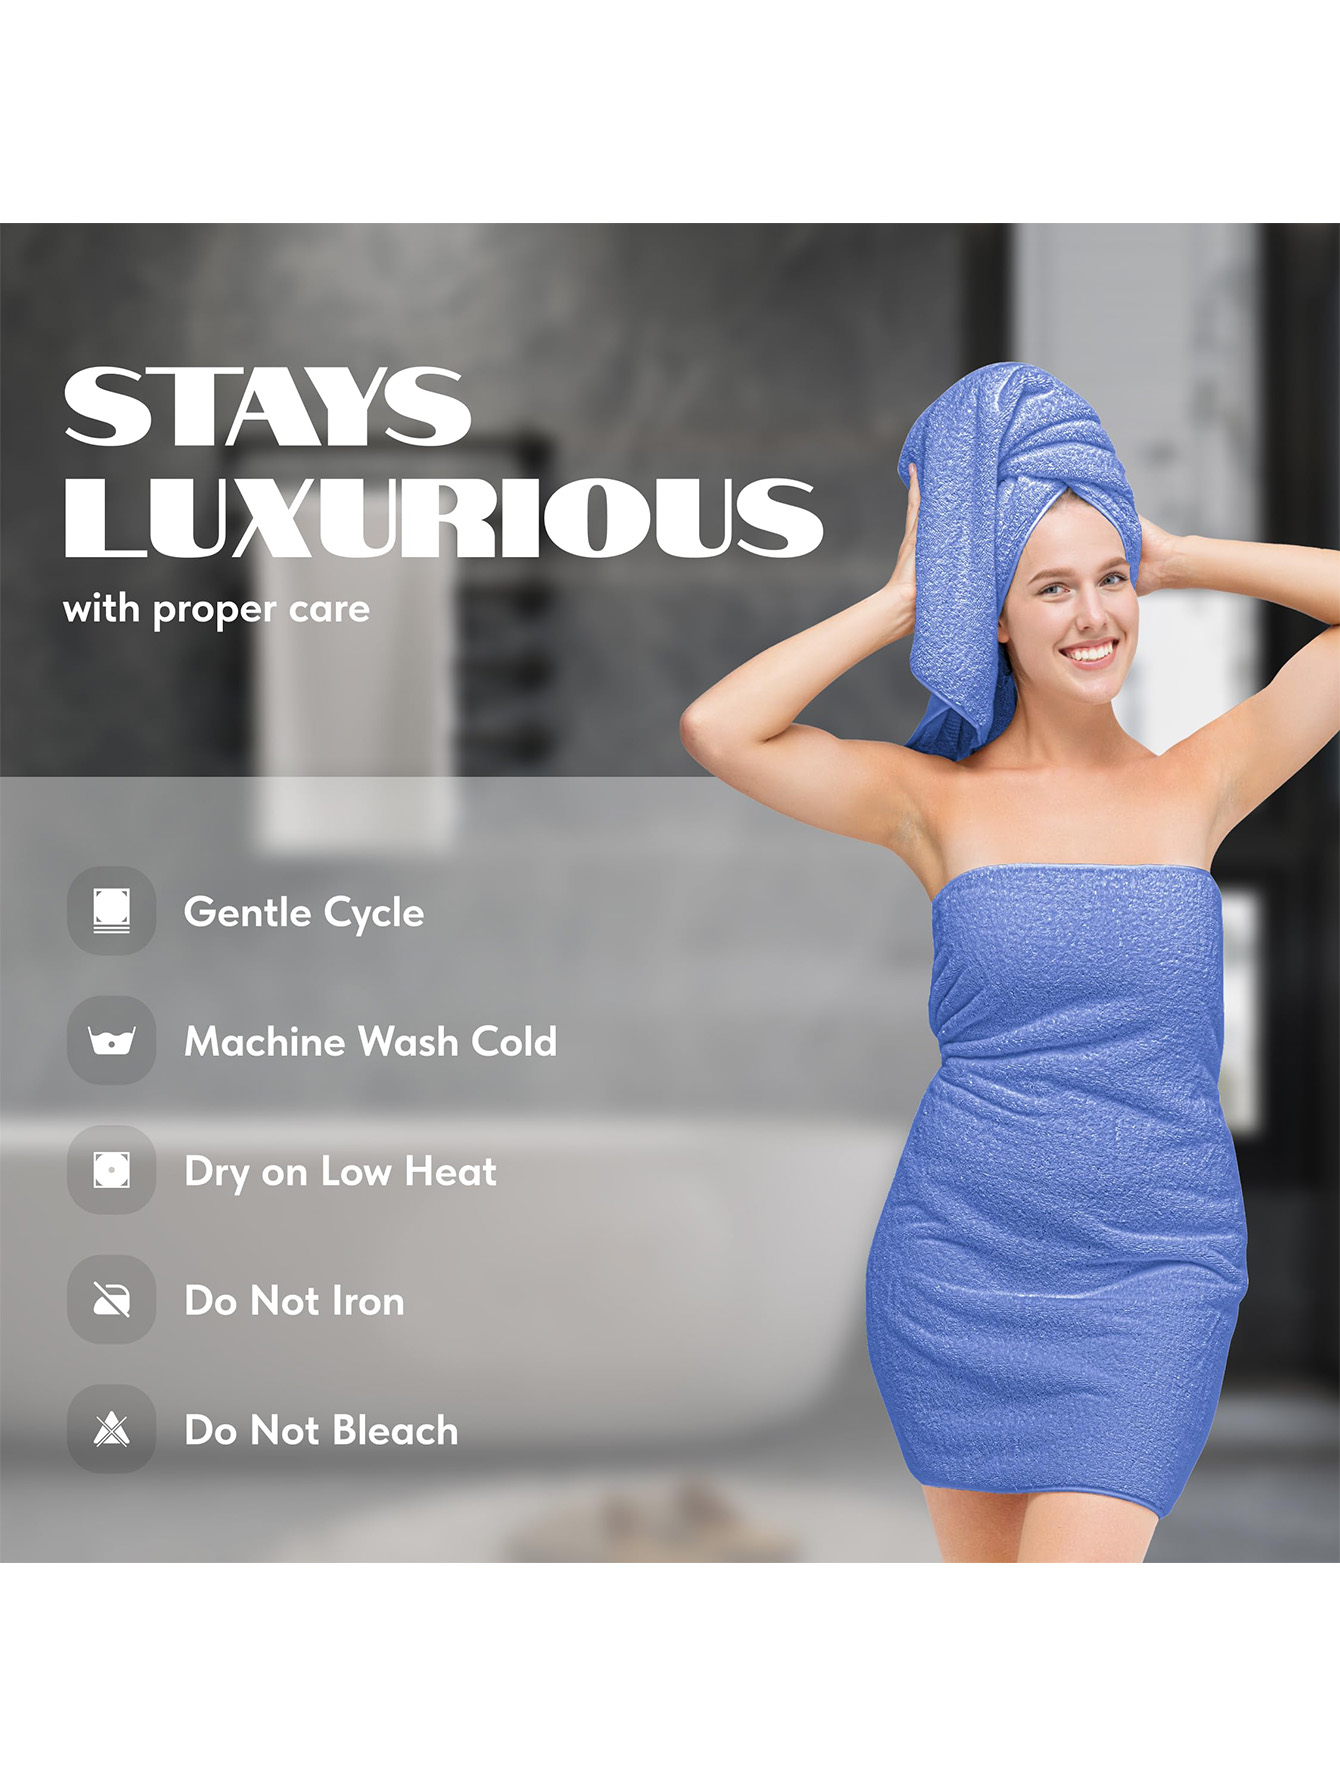 STAYS
LUXURIOUS
with proper care
Gentle Cycle
Machine Wash Cold
Dry on Low Heat
Do Not Iron
Do Not Bleach